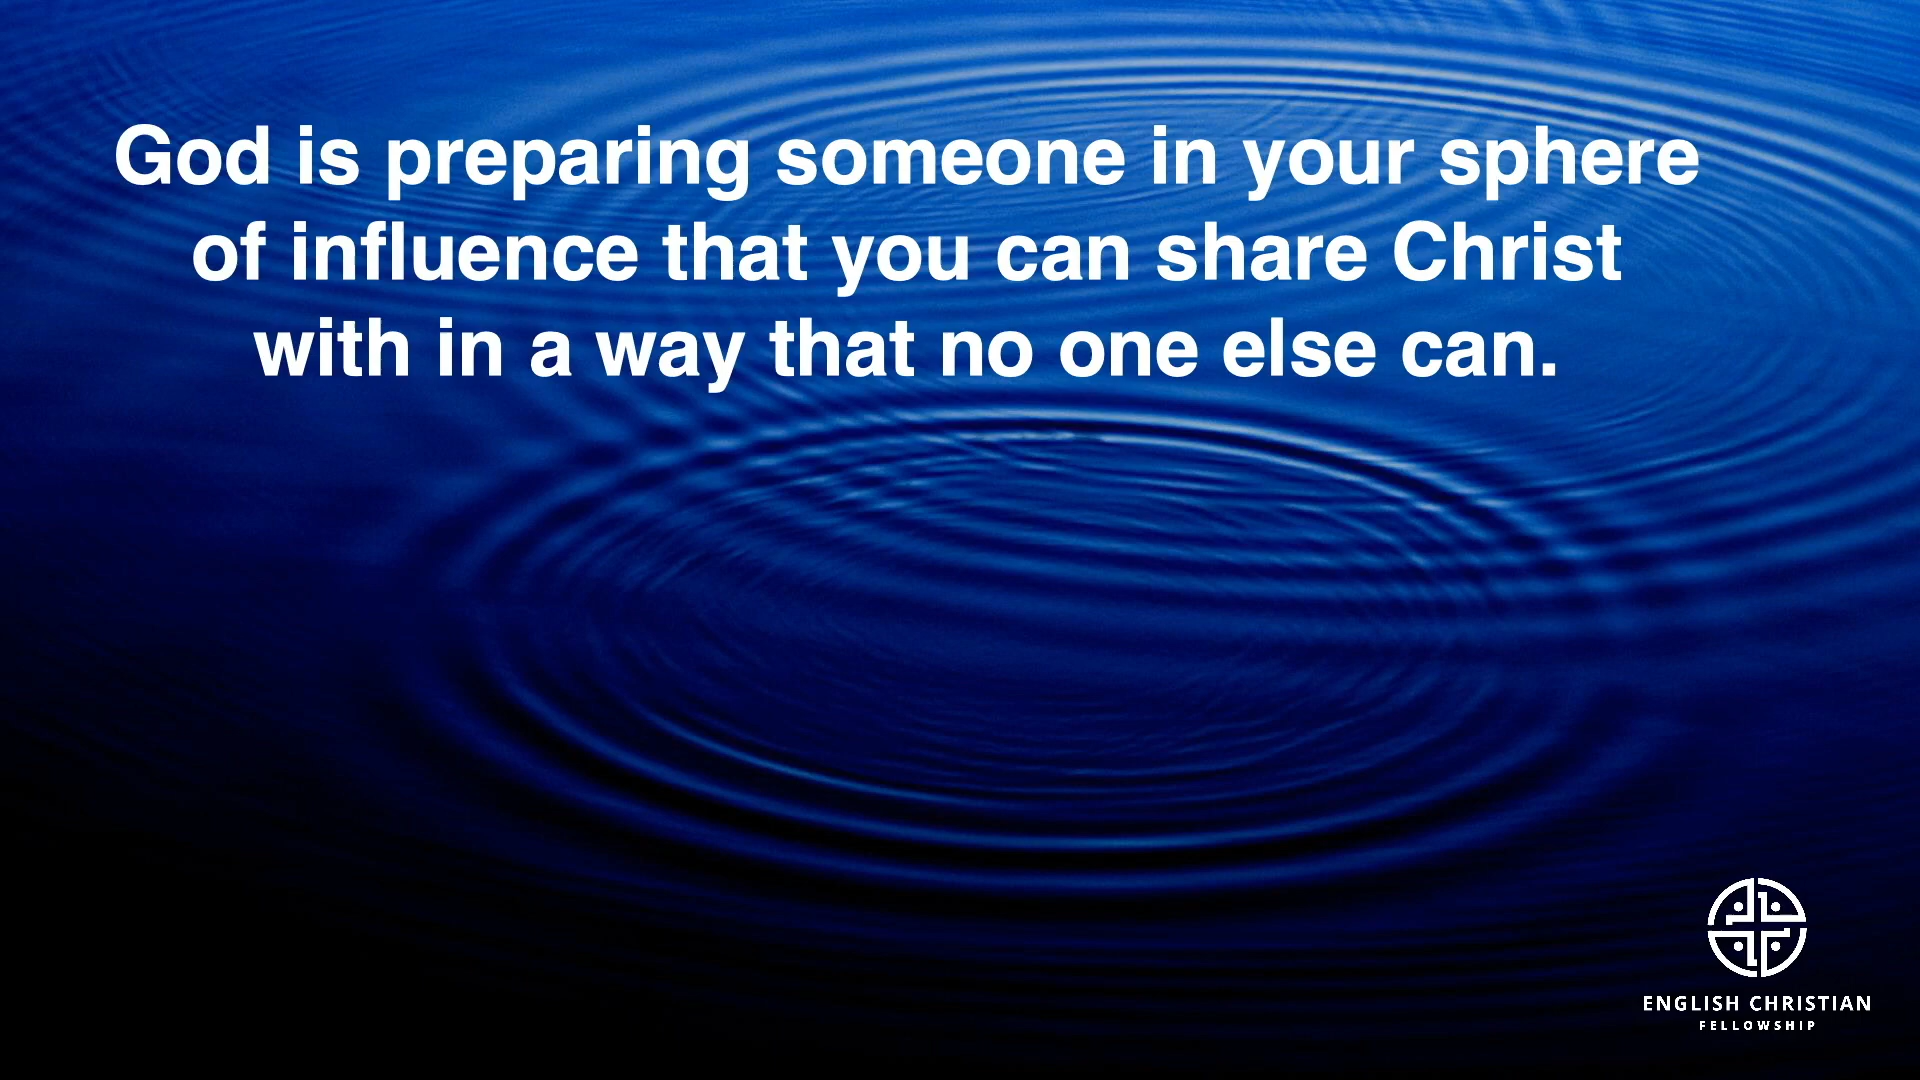 God is preparing someone in your sphere
of influence that you can share Christ
with in a way that no one else can.
ENGLISH CHRISTIAN
FELLOWSHIP